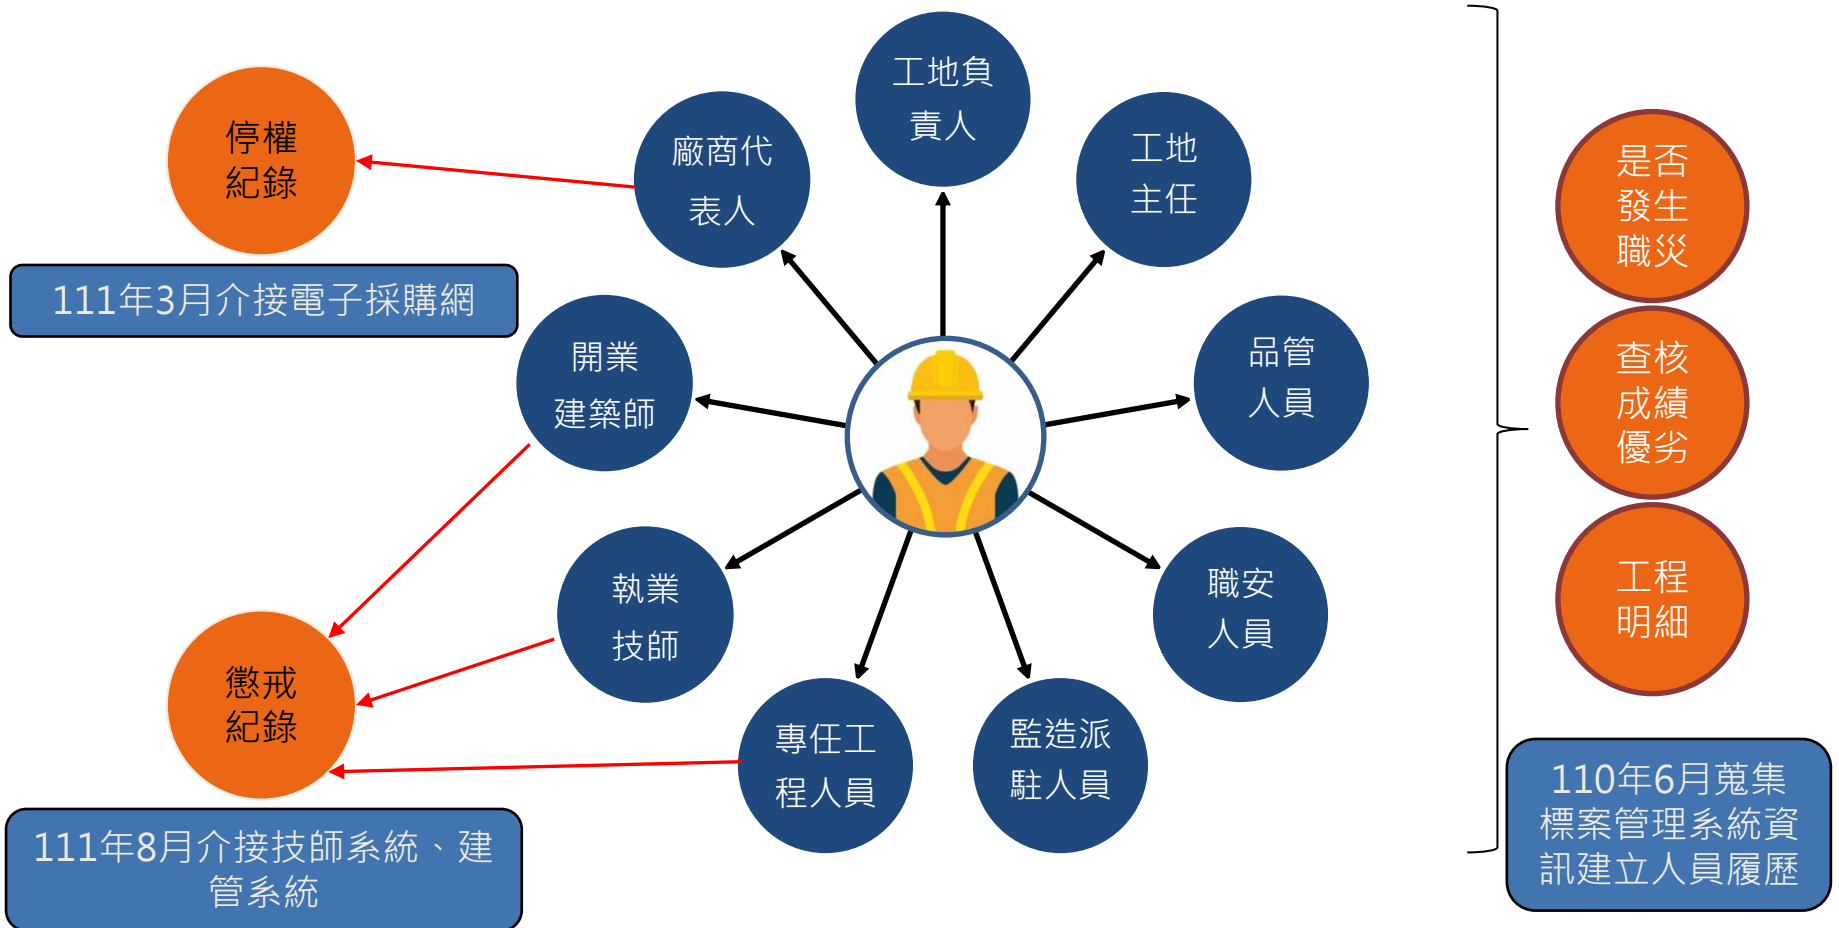 停權
紀錄
111年3月介接電子採購網
廠商代
表人
工地負
責人
工地
主任
品管
人員
職安
人員
監造派
駐人員
專任工
程人員
執業
技師
開業
建築師
懲戒
紀錄
111年8月介接技師系統、建
管系統
是否
發生
職災
查核
成績
優劣
工程
明細
110年6月蒐集
標案管理系統資
訊建立人員履歷